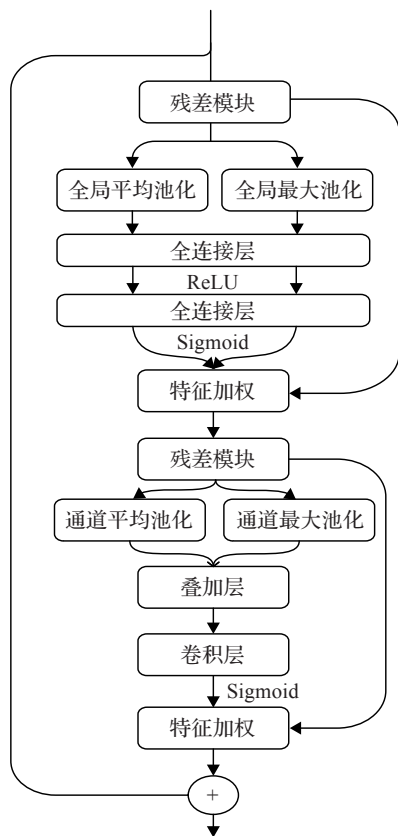 残差模块
全局平均池化
全局最大池化
全连接层
ReLU
全连接层
Sigmoid
特征加权
残差模块
通道平均池化
通道最大池化
叠加层
卷积层
Sigmoid
特征加权
+